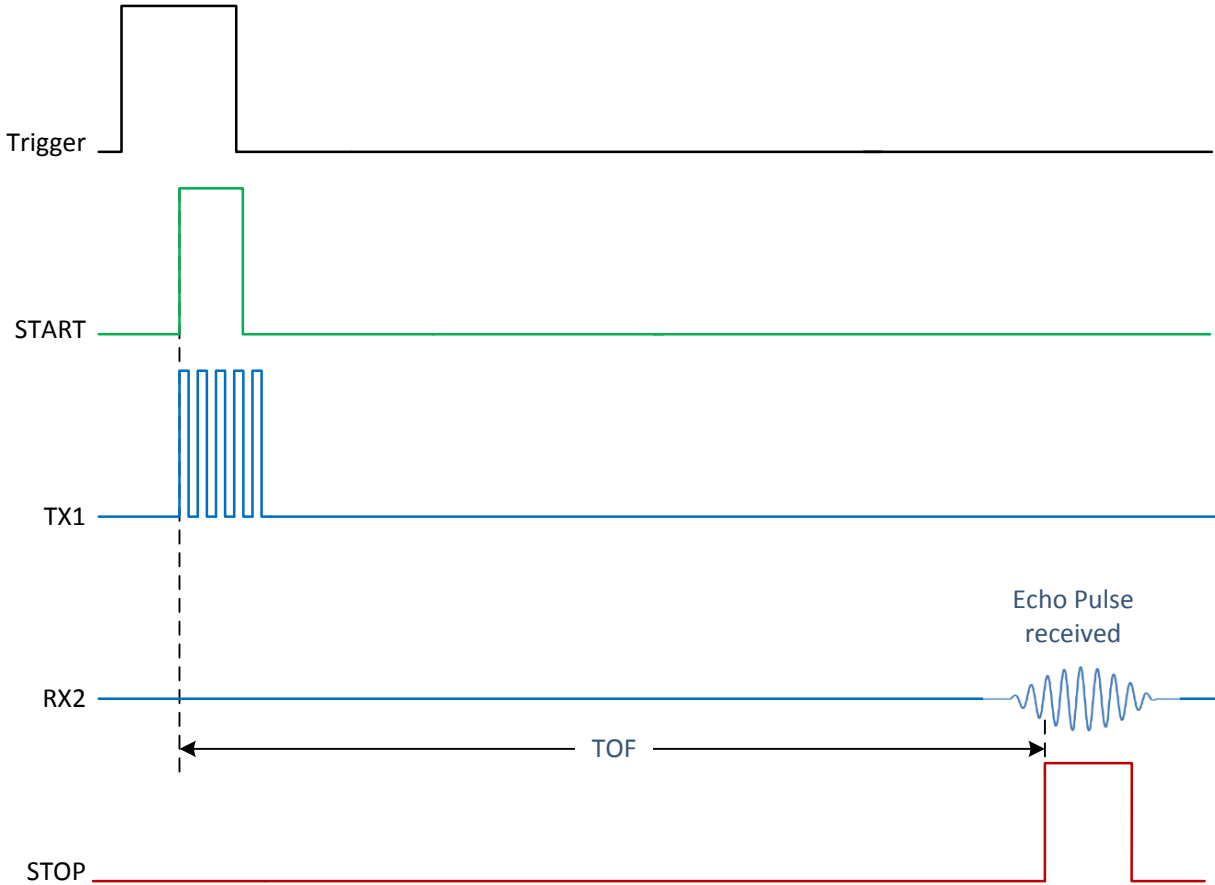 Trigger
START
TX1
Echo Pulse
received
RX2
TOF
STOP